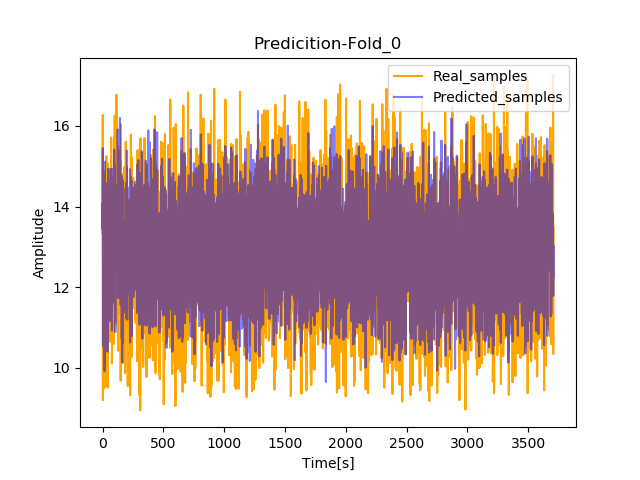 Predicition-Fold_0
Real_samples
Predicted_samples
16
14
12
10
Amplitude
0 500 1000 1500 2000 2500 3000 3500
Time[s]